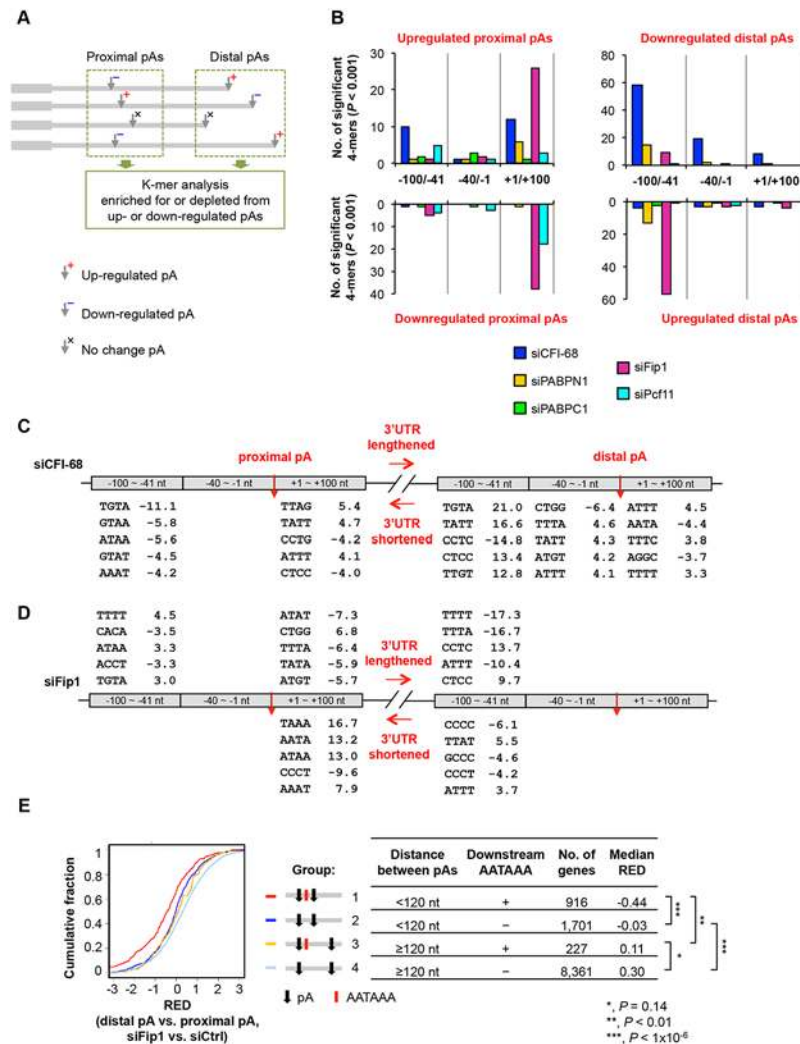 A
Proximal pAs Distal pAs
− +
+ −
× ×
− +
K-mer analysis
enriched for or depleted from
up- or down-regulated pAs
+ Up-regulated pA
− Down-regulated pA
× No change pA
B
Upregulated proximal pAs
Downregulated distal pAs
No. of significant
4-mers (P < 0.001)
30
20
10
0
80
60
40
20
0
-100/-41 -40/-1 +1/+100
-100/-41 -40/-1 +1/+100
No. of significant
4-mers (P < 0.001)
0
10
20
30
40
0
20
40
60
Downregulated proximal pAs
Upregulated distal pAs
siCFI-68
siPABPN1
siPABPC1
siFip1
siPcf11
C
siCFI-68
proximal pA
3'UTR
lengthened
distal pA
-100 ~ -41 nt -40 ~ -1 nt +1 ~ +100 nt
-100 ~ -41 nt -40 ~ -1 nt +1 ~ +100 nt
3'UTR
shortened
TGTA -11.1 TTAG 5.4 TGTA 21.0 CTGG -6.4 ATTT 4.5
GTAA -5.8 TATT 4.7 TATT 16.6 TTTA 4.6 AATA -4.4
ATAA -5.6 CCTG -4.2 CCTC -14.8 TATT 4.3 TTTC 3.8
GTAT -4.5 ATTT 4.1 CTCC 13.4 ATGT 4.2 AGGC -3.7
AAAT -4.2 CTCC -4.0 TTGT 12.8 ATTT 4.1 TTTT 3.3
D
TTTT 4.5 ATAT -7.3 TTTT -17.3
CACA -3.5 CTGG 6.8 TTTA -16.7
ATAA 3.3 TTTA -6.4 CCTC 13.7
ACCT -3.3 TATA -5.9 ATTT -10.4
TGTA 3.0 ATGT -5.7 CTCC 9.7
3'UTR
lengthened
siFip1
-100 ~ -41 nt -40 ~ -1 nt +1 ~ +100 nt
-100 ~ -41 nt -40 ~ -1 nt +1 ~ +100 nt
3'UTR
shortened
TAAA 16.7 CCCC -6.1
AATA 13.2 TTAT 5.5
ATAA 13.0 GCCC -4.6
CCCT -9.6 CCCT -4.2
AAAT 7.9 ATTT 3.7
E
Cumulative fraction
1
0.8
0.6
0.4
0.2
0
-3 -2 -1 0 1 2 3
RED
(distal pA vs. proximal pA,
siFip1 vs. siCtrl)
Group:
1
2
3
4
pA AATAAA
Distance between pAs Downstream AATAAA No. of genes Median RED
<120 nt + 916 -0.44
<120 nt − 1,701 -0.03
≥120 nt + 227 0.11
≥120 nt − 8,361 0.30
***
**
*
***
*, P = 0.14
**, P < 0.01
***, P < 1x10-6